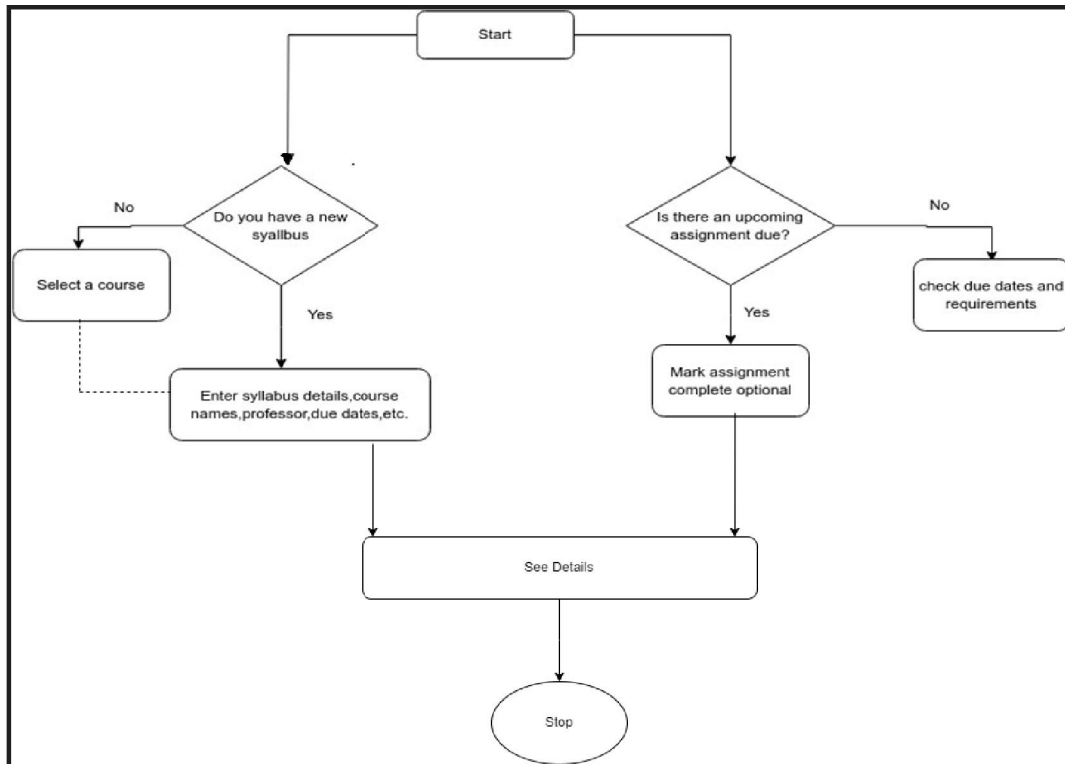 Start
Do you have a new
syallbus
No
Select a course
Yes
Enter syllabus details,course
names,professor,due dates,etc.
Is there an upcoming
assignment due?
No
check due dates and
requirements
Yes
Mark assignment
complete optional
See Details
Stop